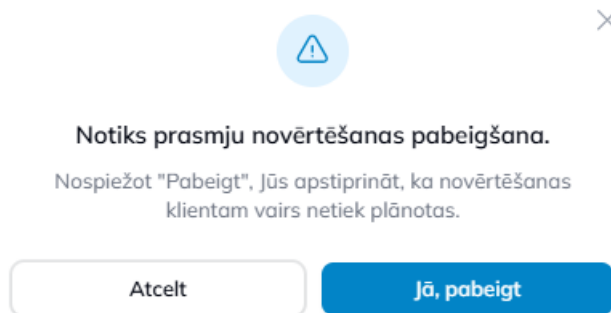 Notiks prasmju novērtēšanas pabeigšana.
Nospiežot "Pabeigt", Jūs apstiprināt, ka novērtēšanas
klientam vairs netiek plānotas.
Atcelt
Jā, pabeigt